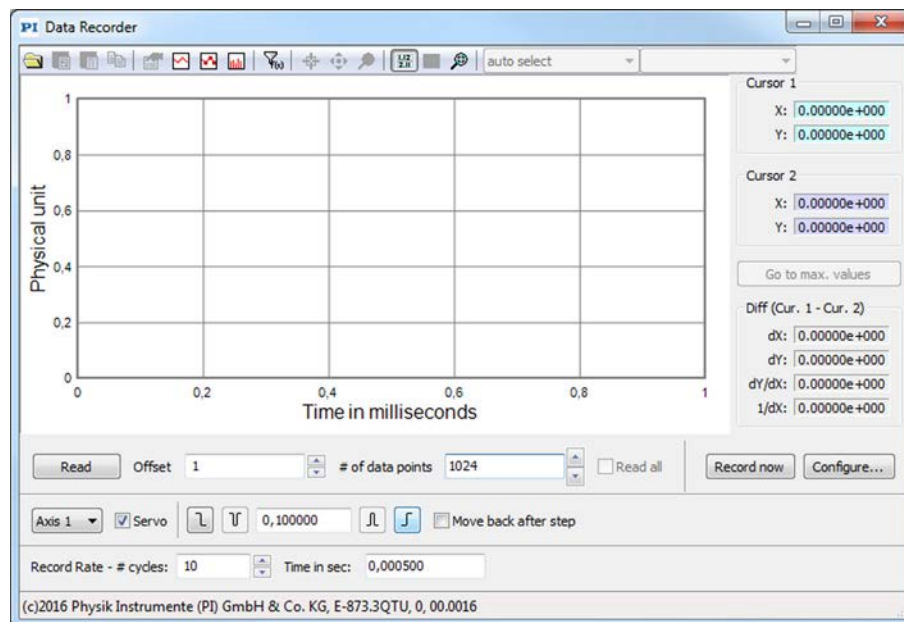 PI Data Recorder
auto select
1
0,8
0,6
0,4
0,2
0
Physical unit
0 0,2 0,4 0,6 0,8 1
Time in milliseconds
Cursor 1
X: 0.00000e+000
Y: 0.00000e+000
Cursor 2
X: 0.00000e+000
Y: 0.00000e+000
Go to max. values
Diff (Cur. 1 - Cur. 2)
dX: 0.00000e+000
dY: 0.00000e+000
dY/dX: 0.00000e+000
1/dX: 0.00000e+000
Read Offset 1 # of data points 1024 Read all Record now Configure...
Axis 1 Servo 0,100000 Move back after step
Record Rate - # cycles: 10 Time in sec: 0,000500
(c)2016 Physik Instrumente (PI) GmbH & Co. KG, E-873.3QTU, 0, 00.0016